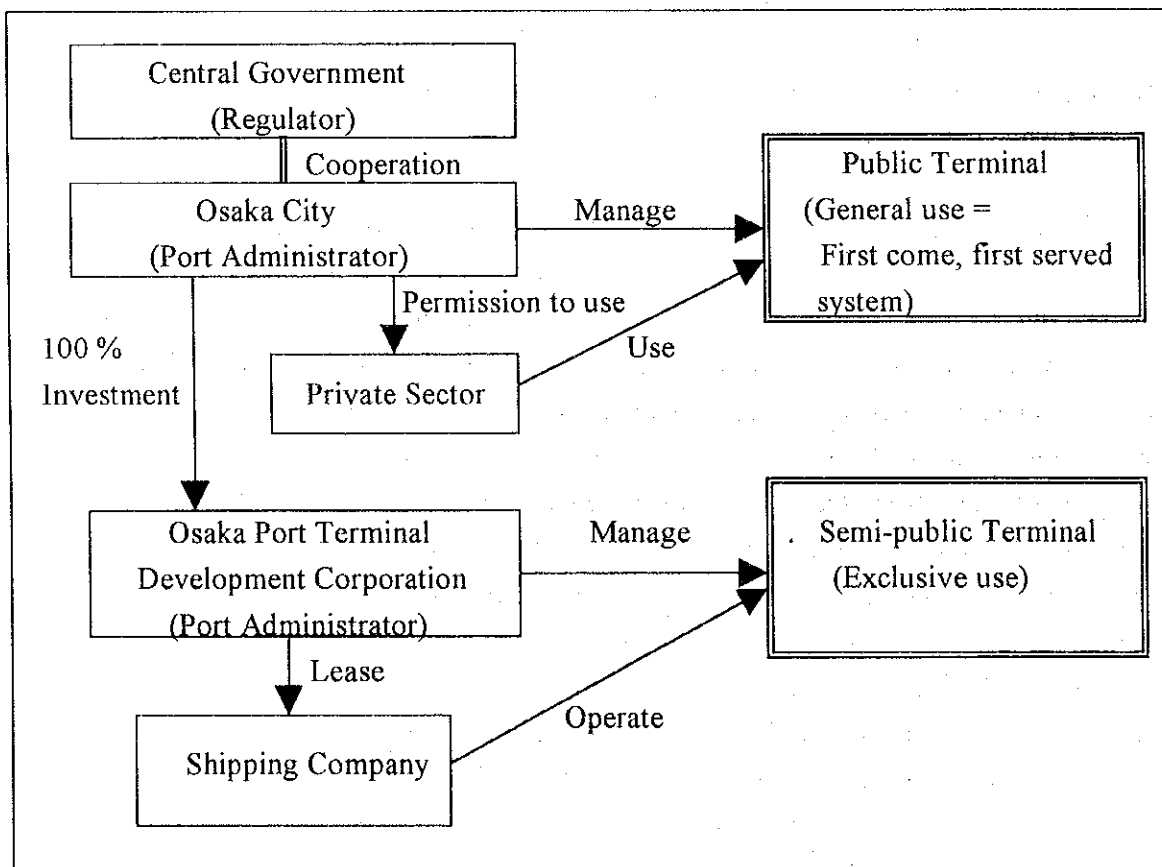 Central Government
(Regulator)
Cooperation
Osaka City
(Port Administrator)
Manage
Public Terminal
(General use =
First come, first served
system)
Permission to use
Use
100 %
Investment
Private Sector
Osaka Port Terminal
Development Corporation
(Port Administrator)
Manage
Semi-public Terminal
(Exclusive use)
Lease
Operate
Shipping Company